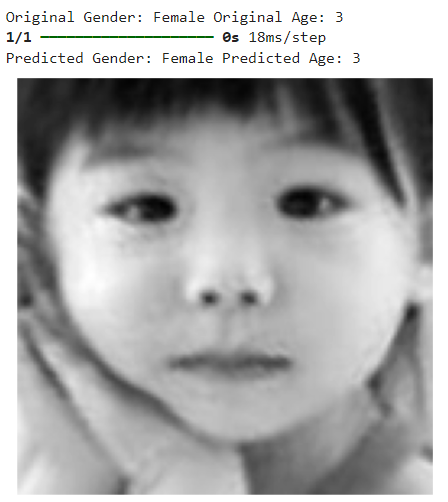 Original Gender: Female Original Age: 3
1/1 ━━━━━━━━━━━━━━━━━━━━ 0s 18ms/step
Predicted Gender: Female Predicted Age: 3